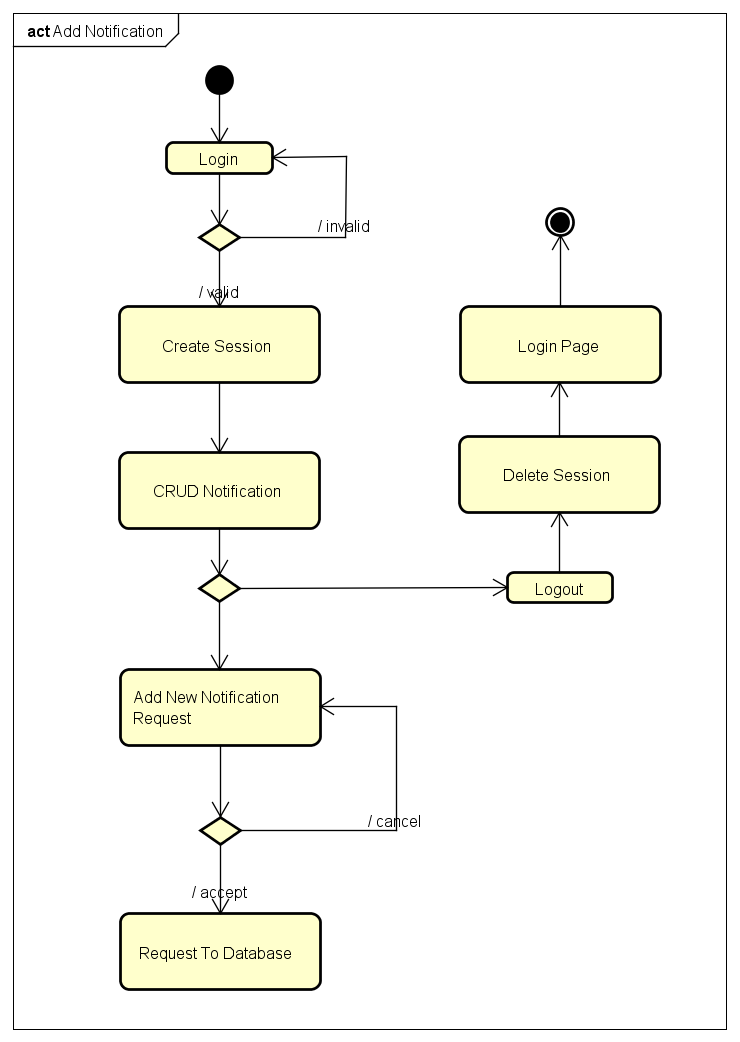 act Add Notification
Login
/ invalid
/ valid
Create Session
Login Page
CRUD Notification
Delete Session
Logout
Add New Notification
Request
/ cancel
/ accept
Request To Database